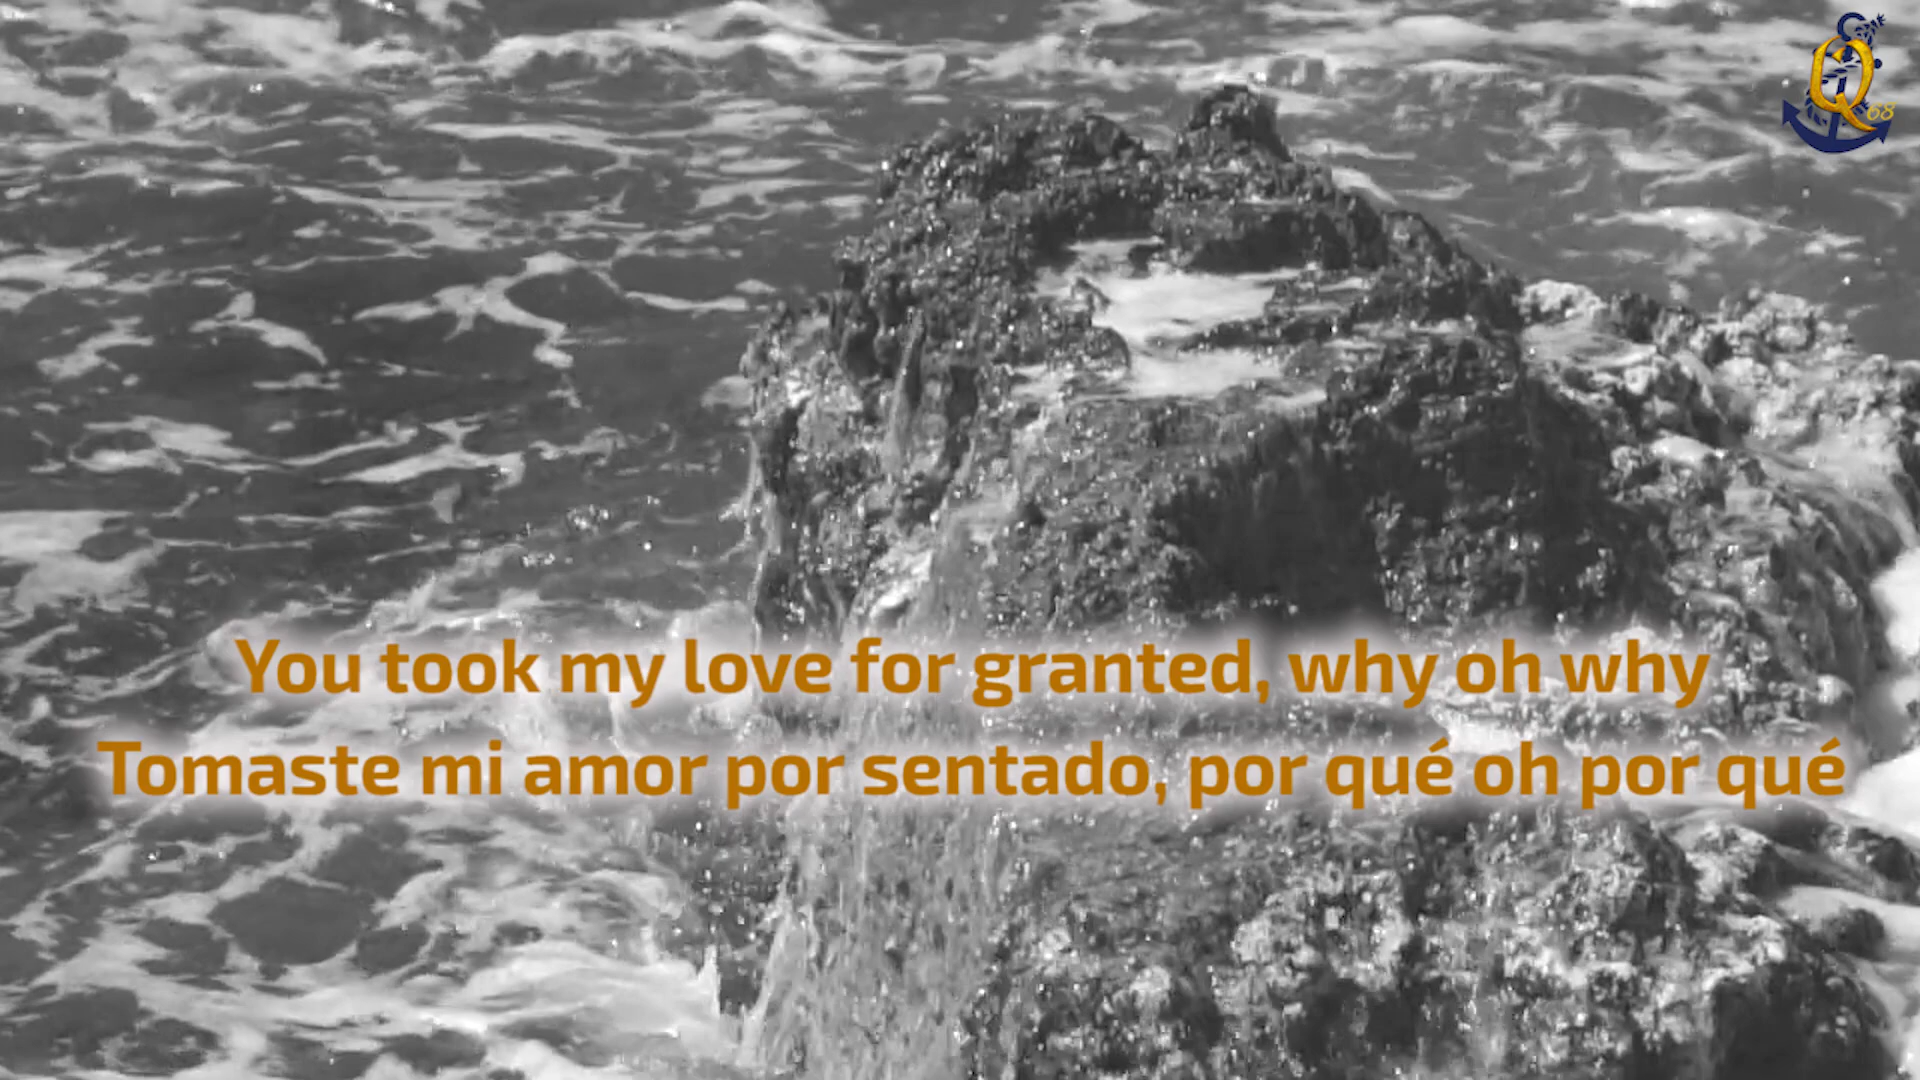 Q68
You took my love for granted, why oh why
Tomaste mi amor por sentado, por qué oh por qué